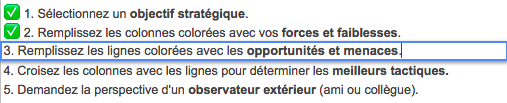 ✅ 1. Sélectionnez un objectif stratégique.
✅ 2. Remplissez les colonnes colorées avec vos forces et faiblesses.
3. Remplissez les lignes colorées avec les opportunités et menaces.
4. Croisez les colonnes avec les lignes pour déterminer les meilleurs tactiques.
5. Demandez la perspective d'un observateur extérieur (ami ou collègue).